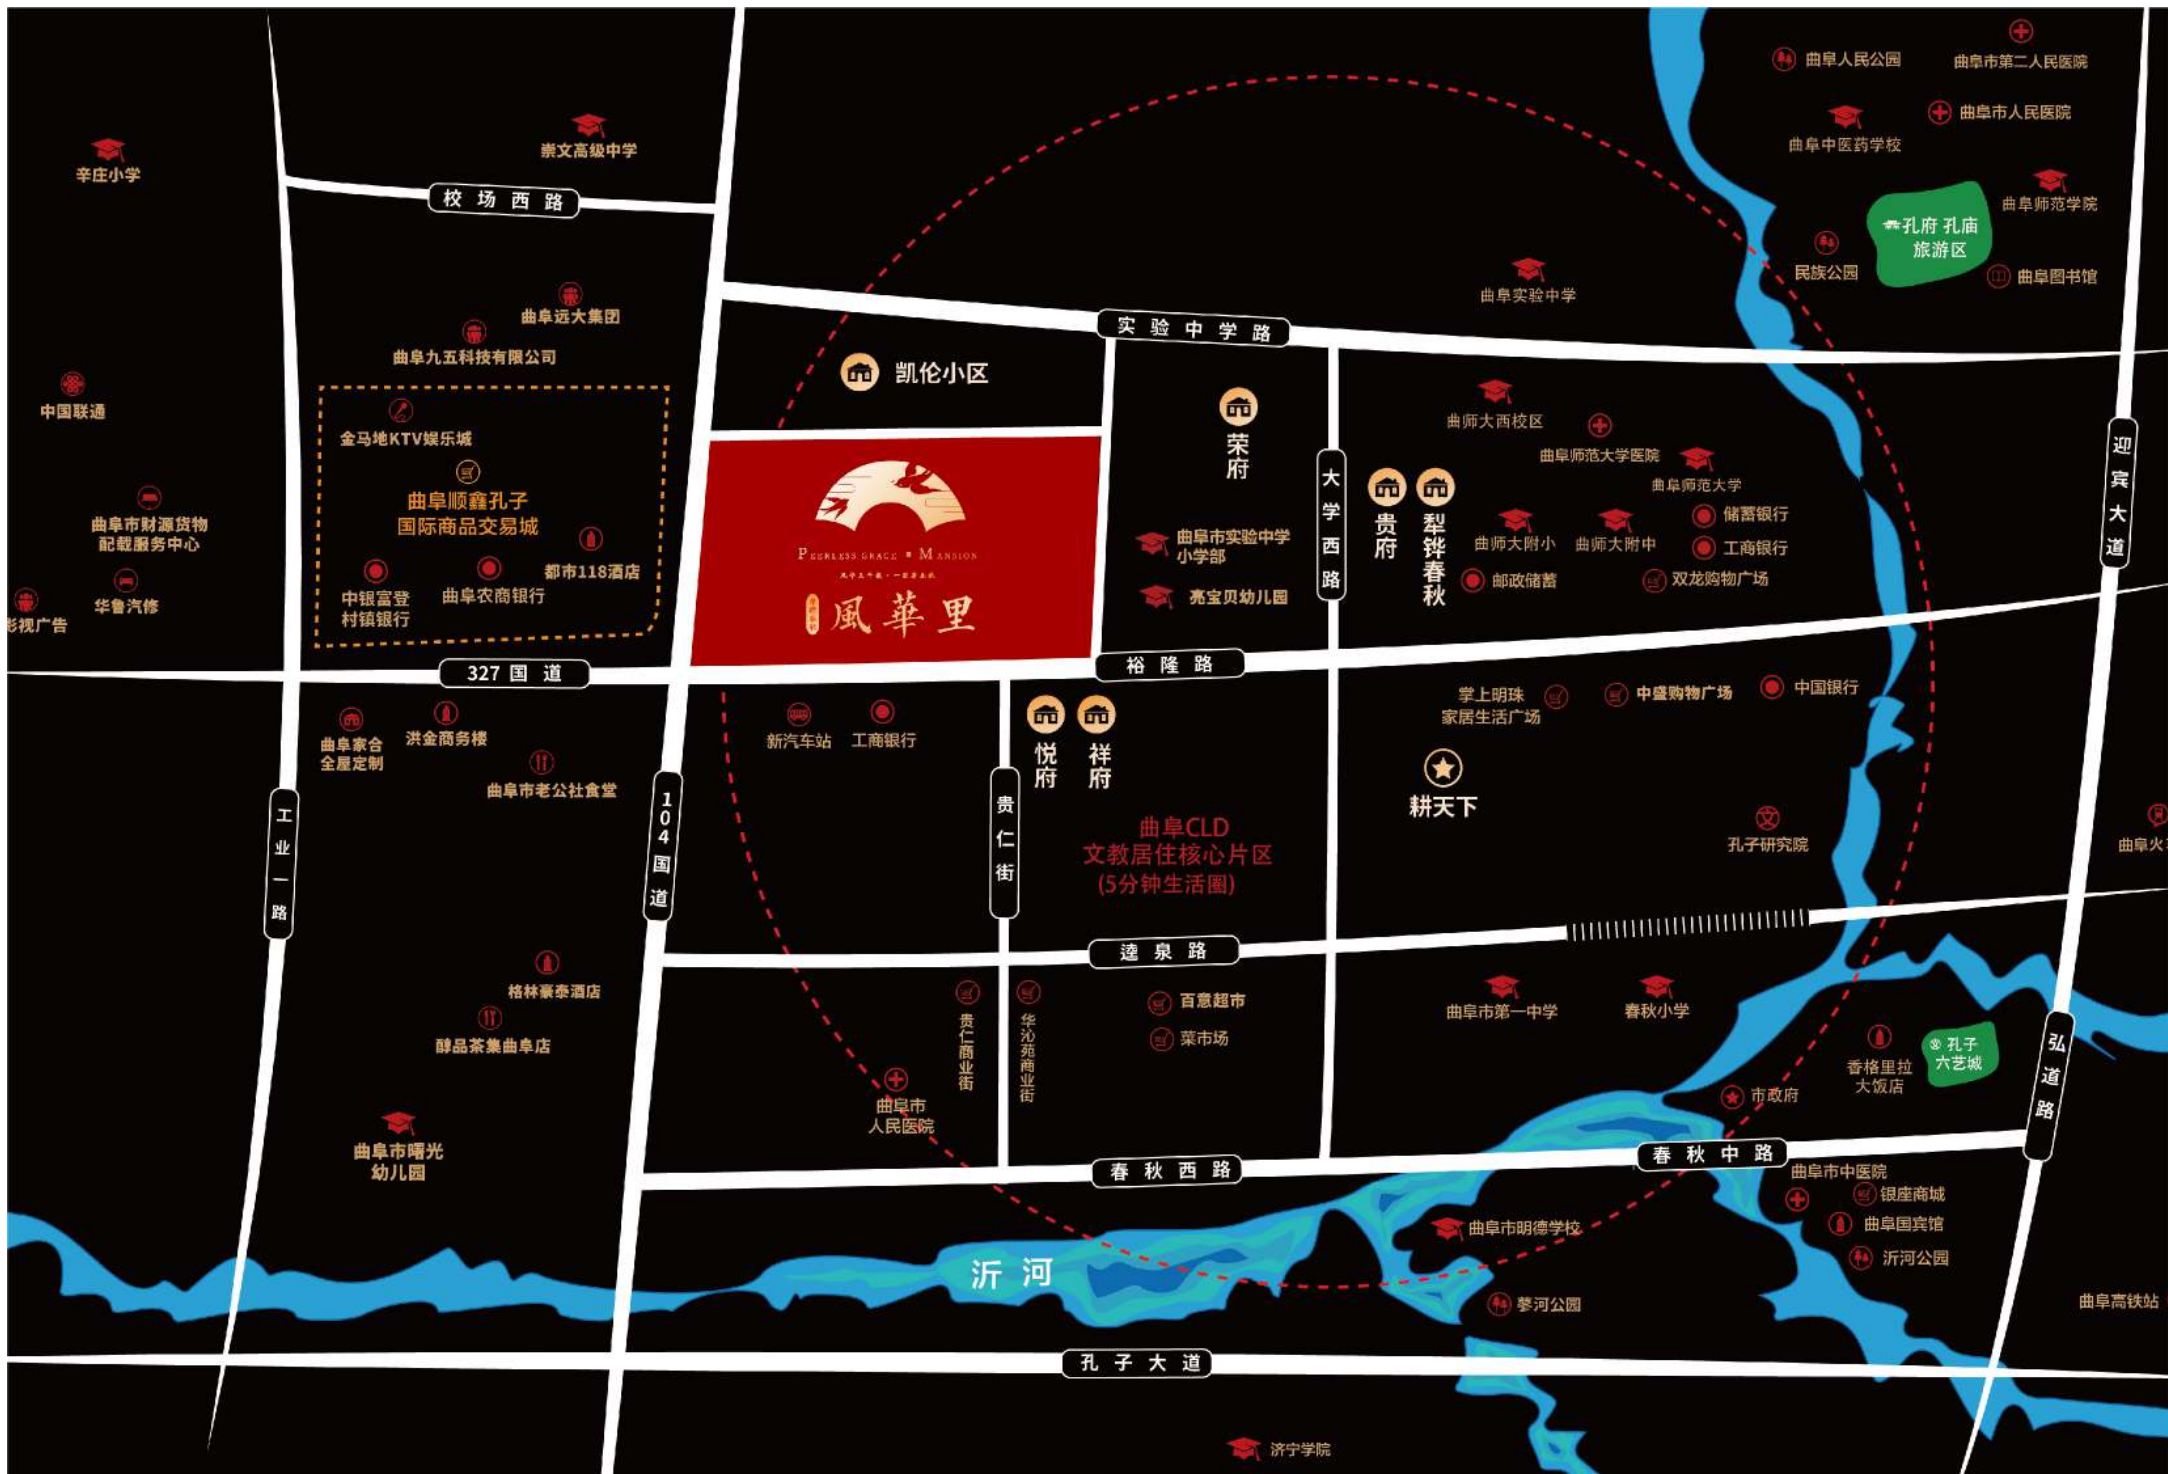 曲阜人民公园
曲阜市第二人民医院
曲阜市人民医院
曲阜中医药学校
曲阜师范学院
孔府 孔庙
旅游区
民族公园
曲阜图书馆
辛庄小学
崇文高级中学
校场西路
曲阜实验中学
曲阜远大集团
曲阜九五科技有限公司
实验中学路
凯伦小区
中国联通
金马地KTV娱乐城
曲阜顺鑫孔子
国际商品交易城
都市118酒店
中银富登
村镇银行
曲阜农商银行
曲阜市财源货物
配载服务中心
华鲁汽修
影视广告
PEERLESS GRACE MANSION
風華里
荣府
曲阜市实验中学
小学部
亮宝贝幼儿园
大学西路
贵府
犁铧春秋
曲师大西校区
曲阜师范大学医院
曲阜师范大学
储蓄银行
曲师大附小
曲师大附中
工商银行
邮政储蓄
双龙购物广场
迎宾大道
327国道
裕隆路
曲阜家合
全屋定制
洪金商务楼
曲阜市老公社食堂
新汽车站
工商银行
悦府
祥府
掌上明珠
家居生活广场
中盛购物广场
中国银行
耕天下
工业一路
104国道
贵仁街
曲阜CLD
文教居住核心片区
(5分钟生活圈)
孔子研究院
曲阜火
逵泉路
格林豪泰酒店
醇品茶集曲阜店
贵仁商业街
华沁苑商业街
百意超市
菜市场
曲阜市第一中学
春秋小学
香格里拉
大饭店
孔子
六艺城
弘道路
市政府
曲阜市
人民医院
曲阜市曙光
幼儿园
春秋西路
春秋中路
曲阜市中医院
银座商城
曲阜国宾馆
沂河公园
曲阜市明德学校
沂河
蓼河公园
曲阜高铁站
孔子大道
济宁学院